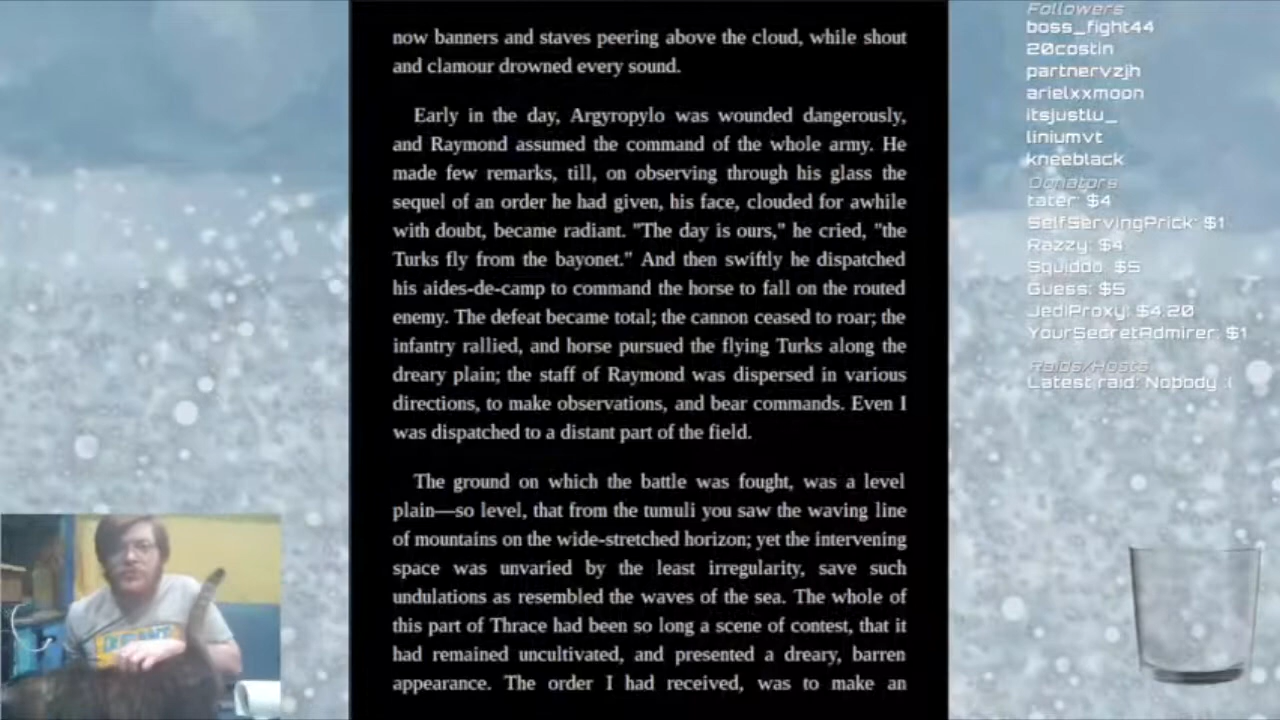 now banners and staves peering above the cloud, while shout
and clamour drowned every sound.
Early in the day, Argyropylo was wounded dangerously,
and Raymond assumed the command of the whole army. He
made few remarks, till, on observing through his glass the
sequel of an order he had given, his face, clouded for awhile
with doubt, became radiant. "The day is ours," he cried, "the
Turks fly from the bayonet." And then swiftly he dispatched
his aides-de-camp to command the horse to fall on the routed
enemy. The defeat became total; the cannon ceased to roar; the
infantry rallied, and horse pursued the flying Turks along the
dreary plain; the staff of Raymond was dispersed in various
directions, to make observations, and bear commands. Even I
was dispatched to a distant part of the field.
The ground on which the battle was fought, was a level
plain—so level, that from the tumuli you saw the waving line
of mountains on the wide-stretched horizon; yet the intervening
space was unvaried by the least irregularity, save such
undulations as resembled the waves of the sea. The whole of
this part of Thrace had been so long a scene of contest, that it
had remained uncultivated, and presented a dreary, barren
appearance. The order I had received, was to make an
Followers
boss_fight44
20costin
partnervzjh
arielxxmoon
itsjustlu_
liniumvt
kneeblack
Donators
tater: $4
SelfServingPrick: $1
Razzy: $4
Squiddo: $5
Guess: $5
JediProxy: $4.20
YourSecretAdmirer: $1
Raids/Hosts
Latest raid: Nobody :(